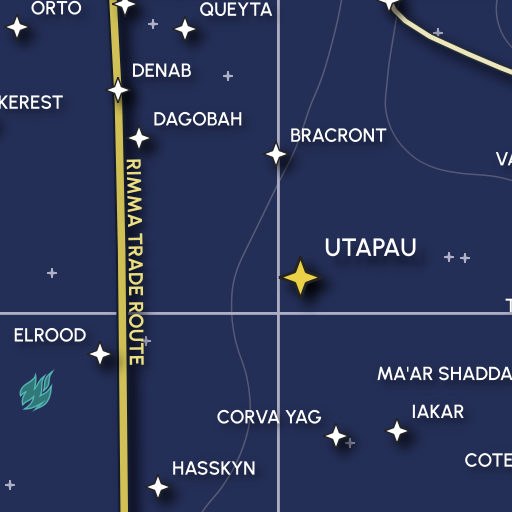 ORTO
QUEYTA
DENAB
KEREST
DAGOBAH
BRACRONT
VA
RIMMA TRADE ROUTE
UTAPAU
T
ELROOD
MA'AR SHADDA
IAKAR
CORVA YAG
COTE
HASSKYN